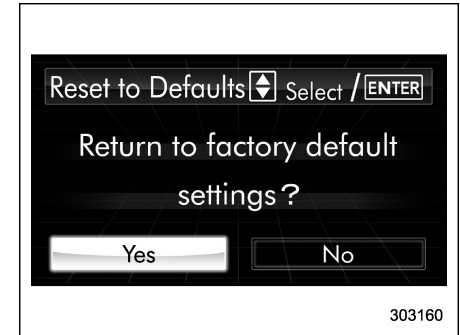 Reset to Defaults Select / ENTER
Return to factory default
settings?
Yes No
303160